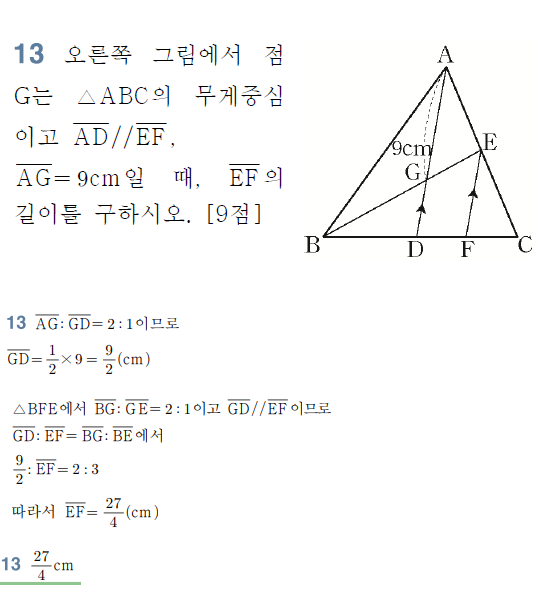 13 오른쪽 그림에서 점
G는 △ABC의 무게중심
이고 AD//EF,
AG=9cm일 때, EF의
길이를 구하시오. [9점]
A
9cm
E
G
B
D
F
C
13 AG:GD=2:1이므로
GD=1/2×9=9/2(cm)
△BFE에서 BG:GE=2:1이고 GD//EF이므로
GD:EF=BG:BE에서
9/2:EF=2:3
따라서 EF=27/4(cm)
13 27/4cm